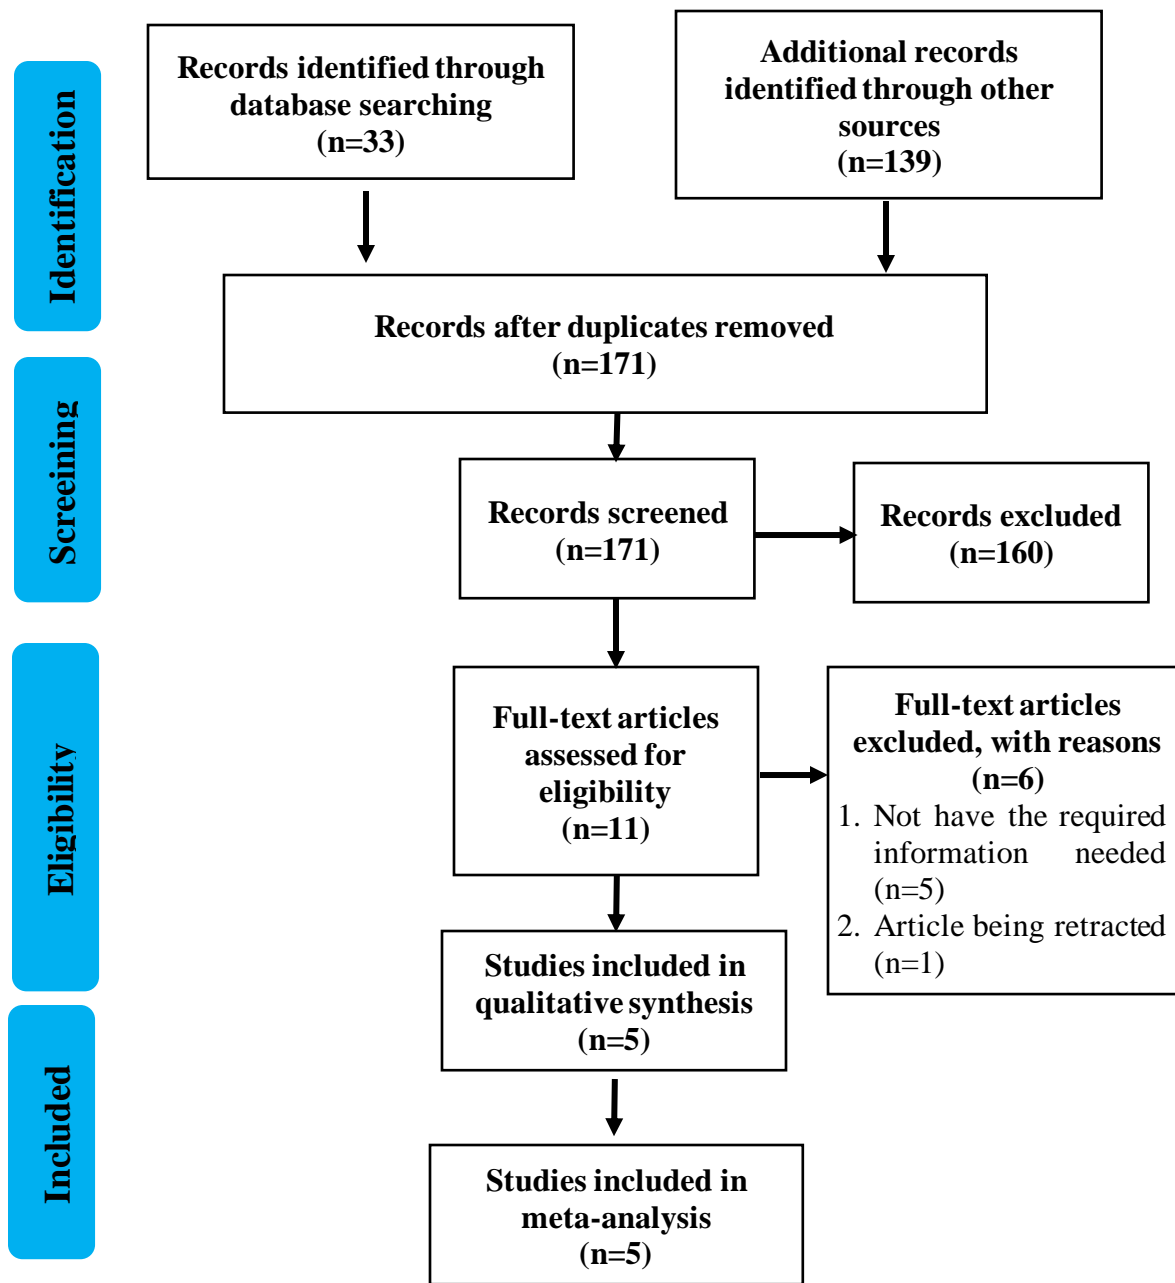 Identification
Records identified through
database searching
(n=33)
Additional records
identified through other
sources
(n=139)
Records after duplicates removed
(n=171)
Screining
Records screened
(n=171)
Records excluded
(n=160)
Eligibility
Full-text articles
assessed for
eligibility
(n=11)
Full-text articles
excluded, with reasons
(n=6)
1. Not have the required
information needed
(n=5)
2. Article being retracted
(n=1)
Studies included in
qualitative synthesis
(n=5)
Included
Studies included in
meta-analysis
(n=5)